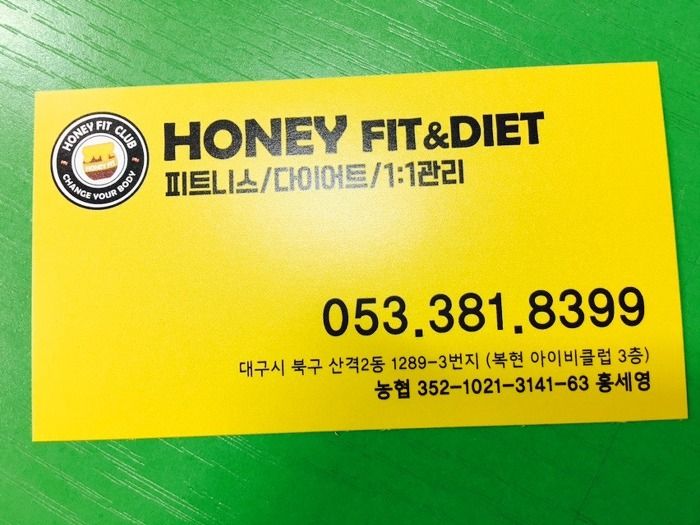 HONEY FIT CLUB
HONEY FIT
CHANGE YOUR BODY
HONEY FIT&DIET
피트니스/다이어트/1:1관리
053.381.8399
대구시 북구 산격2동 1289-3번지 (복현 아이비클럽 3층)
농협 352-1021-3141-63 홍세영